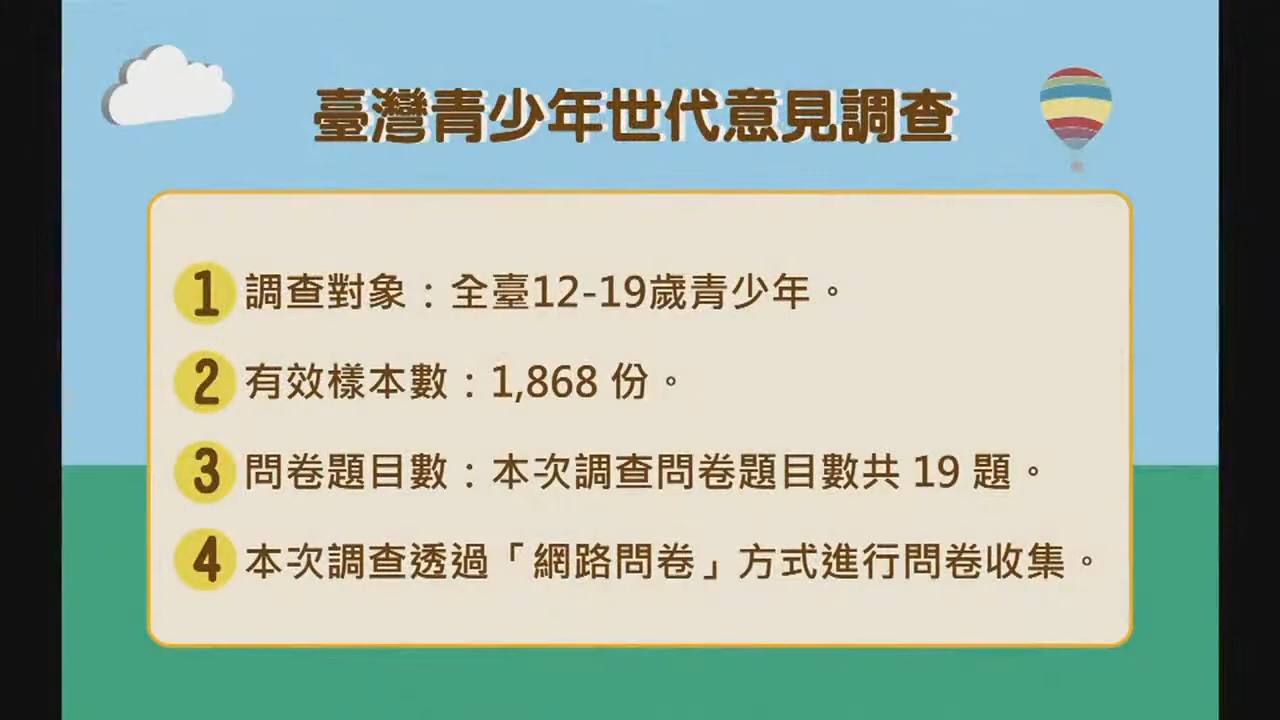 臺灣青少年世代意見調查
1 調查對象：全臺12-19歲青少年。
2 有效樣本數：1,868 份。
3 問卷題目數：本次調查問卷題目數共 19 題。
4 本次調查透過「網路問卷」方式進行問卷收集。